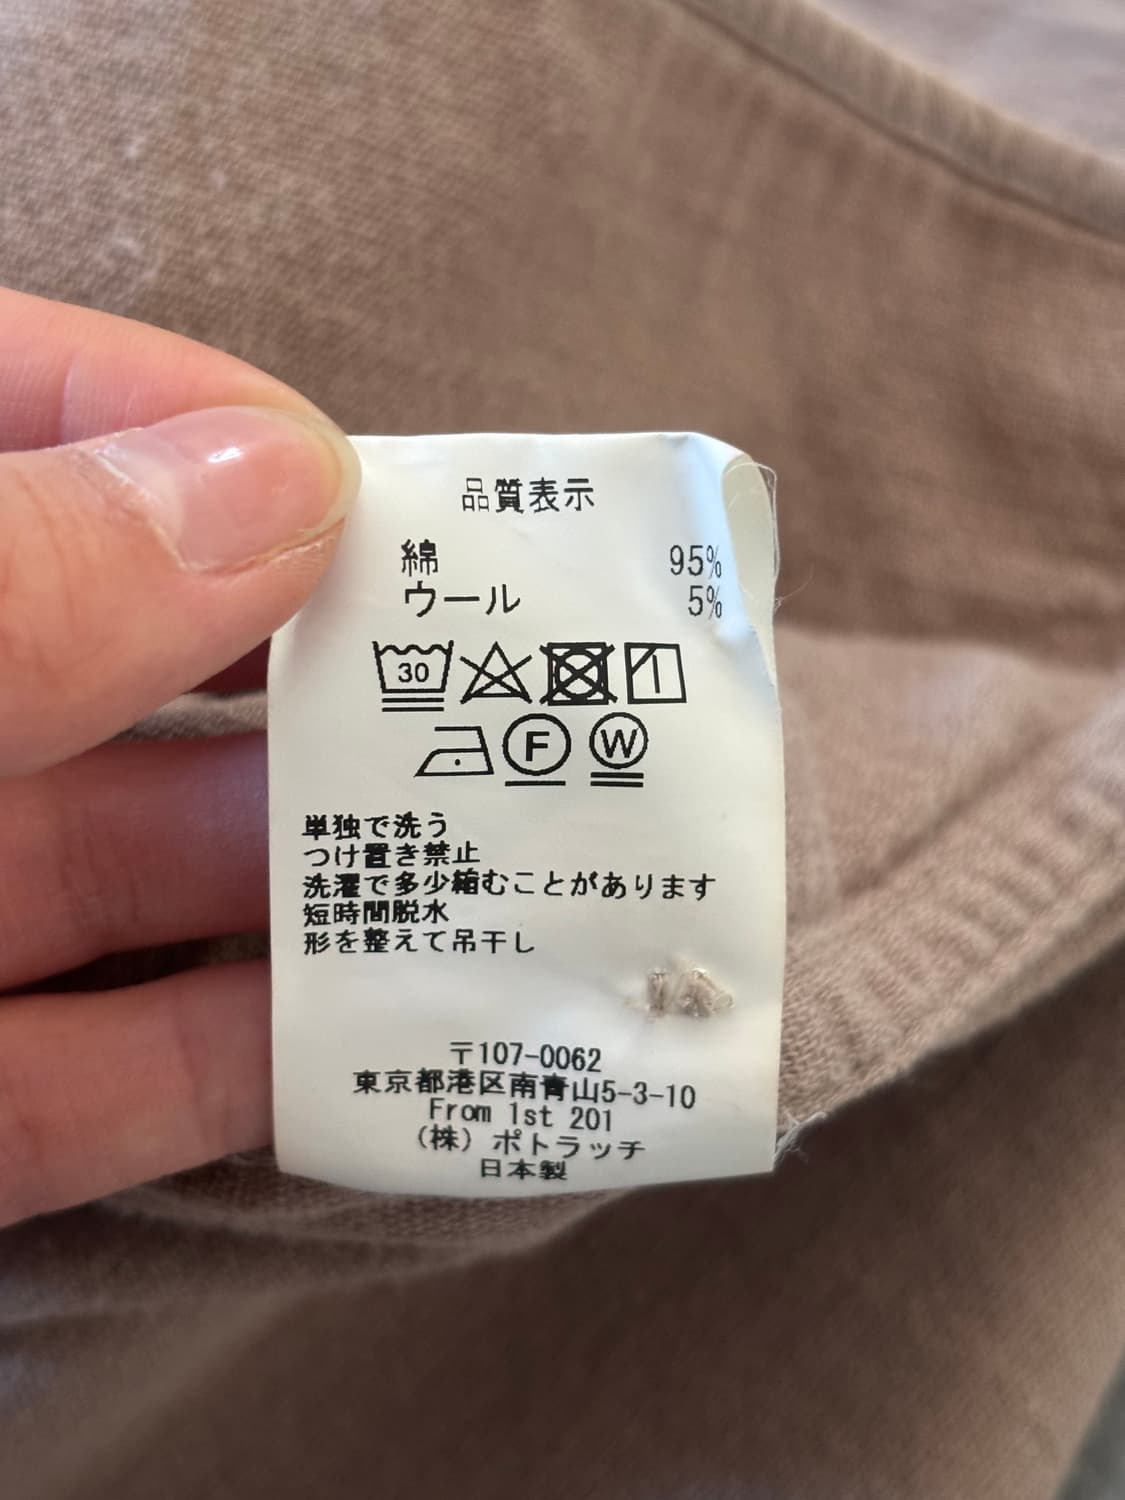 品質表示
綿 95%
ウール 5%
30
F W
単独で洗う
つけ置き禁止
洗濯で多少縮むことがあります
短時間脱水
形を整えて吊干し
〒107-0062
東京都港区南青山5-3-10
From 1st 201
(株) ポトラッチ
日本製